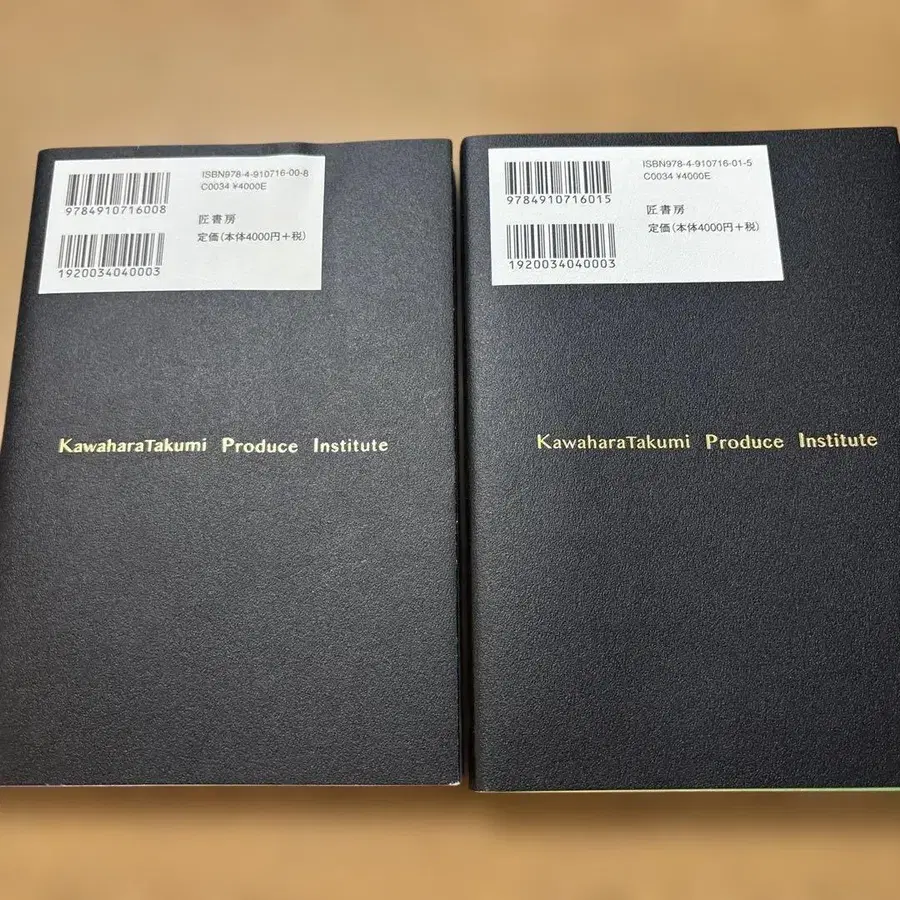 ISBN978-4-910716-00-8
C0034 ¥4000E
9784910716008
匠書房
定価(本体4000円+税)
1920034040003
KawaharaTakumi Produce Institute
ISBN978-4-910716-01-5
C0034 ¥4000E
9784910716015
匠書房
定価(本体4000円+税)
1920034040003
KawaharaTakumi Produce Institute